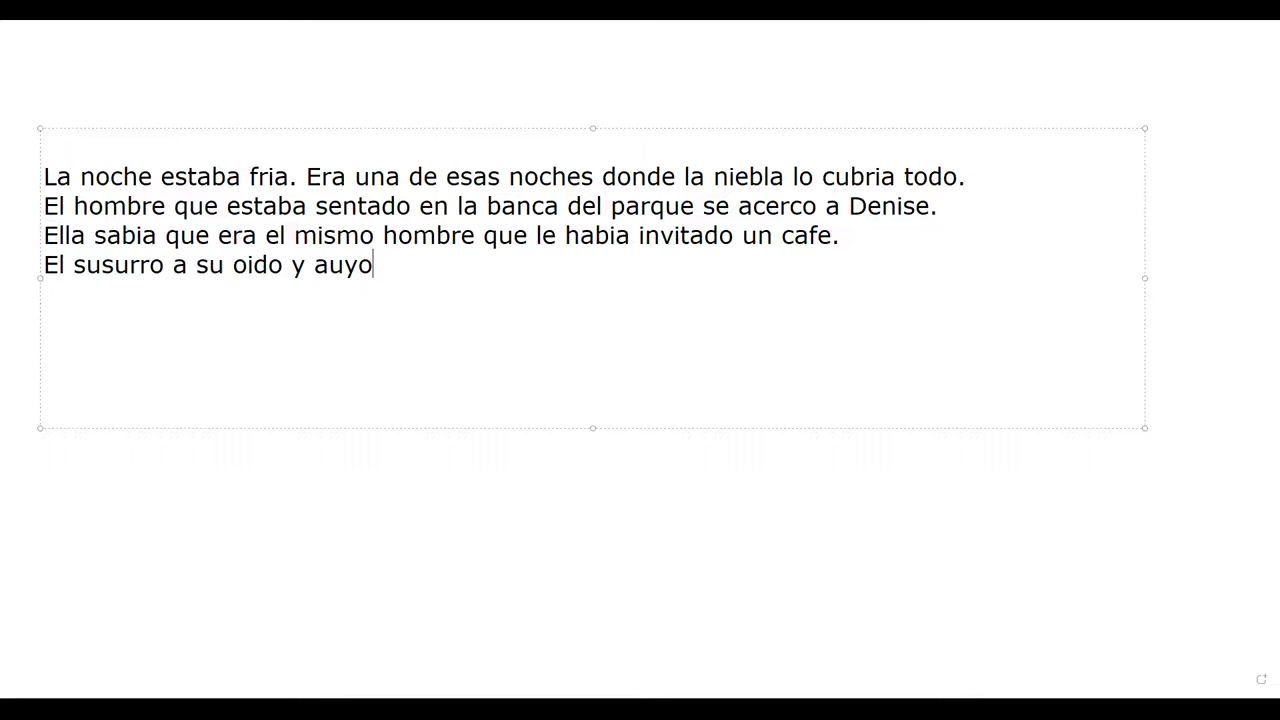 La noche estaba fria. Era una de esas noches donde la niebla lo cubria todo.
El hombre que estaba sentado en la banca del parque se acerco a Denise.
Ella sabia que era el mismo hombre que le habia invitado un cafe.
El susurro a su oido y auyo